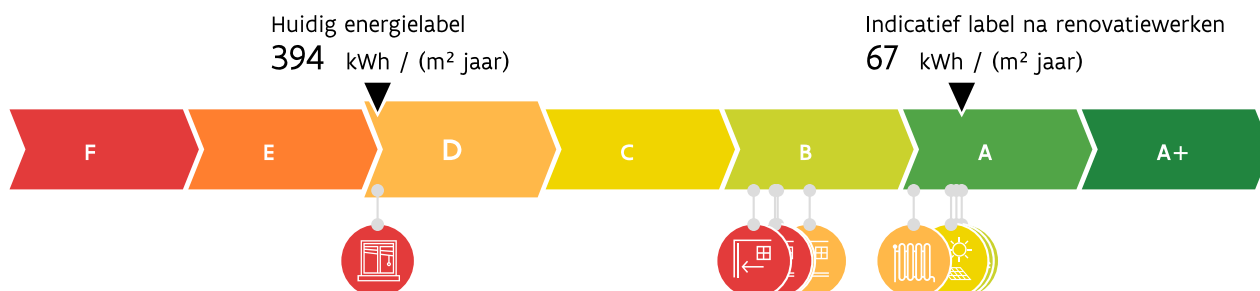 Huidig energielabel
394 kWh / (m² jaar)
Indicatief label na renovatiewerken
67 kWh / (m² jaar)
F E D C B A A+